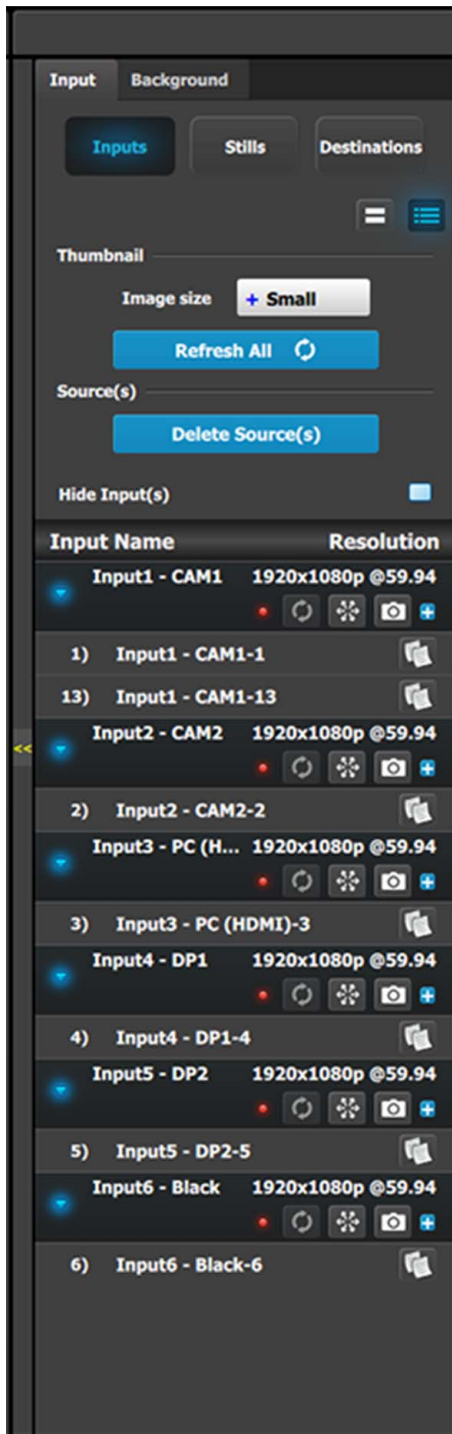 Input Background
Inputs Stills Destinations
Thumbnail
Image size + Small
Refresh All
Source(s)
Delete Source(s)
Hide Input(s)
Input Name Resolution
Input1 - CAM1 1920x1080p @59.94
1) Input1 - CAM1-1
13) Input1 - CAM1-13
<<
Input2 - CAM2 1920x1080p @59.94
2) Input2 - CAM2-2
Input3 - PC (H... 1920x1080p @59.94
3) Input3 - PC (HDMI)-3
Input4 - DP1 1920x1080p @59.94
4) Input4 - DP1-4
Input5 - DP2 1920x1080p @59.94
5) Input5 - DP2-5
Input6 - Black 1920x1080p @59.94
6) Input6 - Black-6